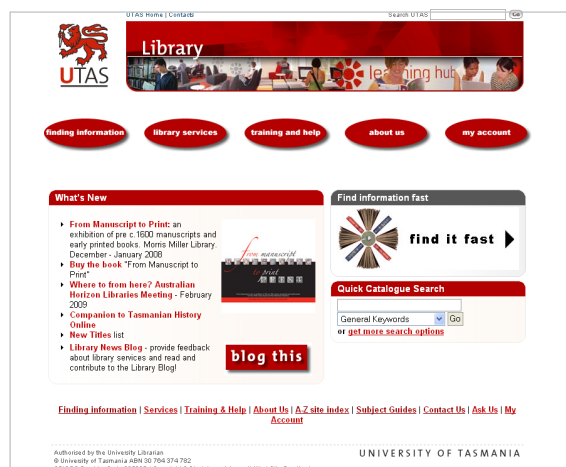 UTAS Home | Contacts
Search UTAS
Go
Library
learning hub
UTAS
finding information
library services
training and help
about us
my account
What's New
From Manuscript to Print: an
exhibition of pre c.1600 manuscripts and
early printed books. Morris Miller Library.
December - January 2008
Buy the book "From Manuscript to
Print"
Where to from here? Australian
Horizon Libraries Meeting - February
2009
Companion to Tasmanian History
Online
New Titles list
Library News Blog - provide feedback
about library services and read and
contribute to the Library Blog!
from manuscript
to print
blog this
Find information fast
find it fast
Quick Catalogue Search
General Keywords
Go
or get more search options
Finding information | Services | Training & Help | About Us | A-Z site index | Subject Guides | Contact Us | Ask Us | My
Account
Authorised by the University Librarian
© University of Tasmania ABN 30 764 374 782
UNIVERSITY OF TASMANIA